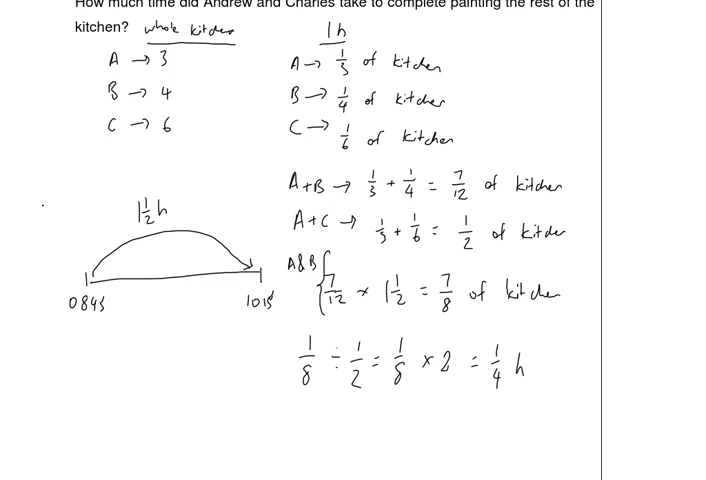 How much time did Andrew and Charles take to complete painting the rest of the
kitchen? whole kitchen 1h
A → 3
B → 4
C → 6
A → 1/3 of kitchen
B → 1/4 of kitchen
C → 1/6 of kitchen
A+B → 1/3 + 1/4 = 7/12 of kitchen
A+C → 1/3 + 1/6 = 1/2 of kitchen
1 1/2 h
0845 1015
A&B
7/12 × 1 1/2 = 7/8 of kitchen
1/8 ÷ 1/2 = 1/8 × 2 = 1/4 h